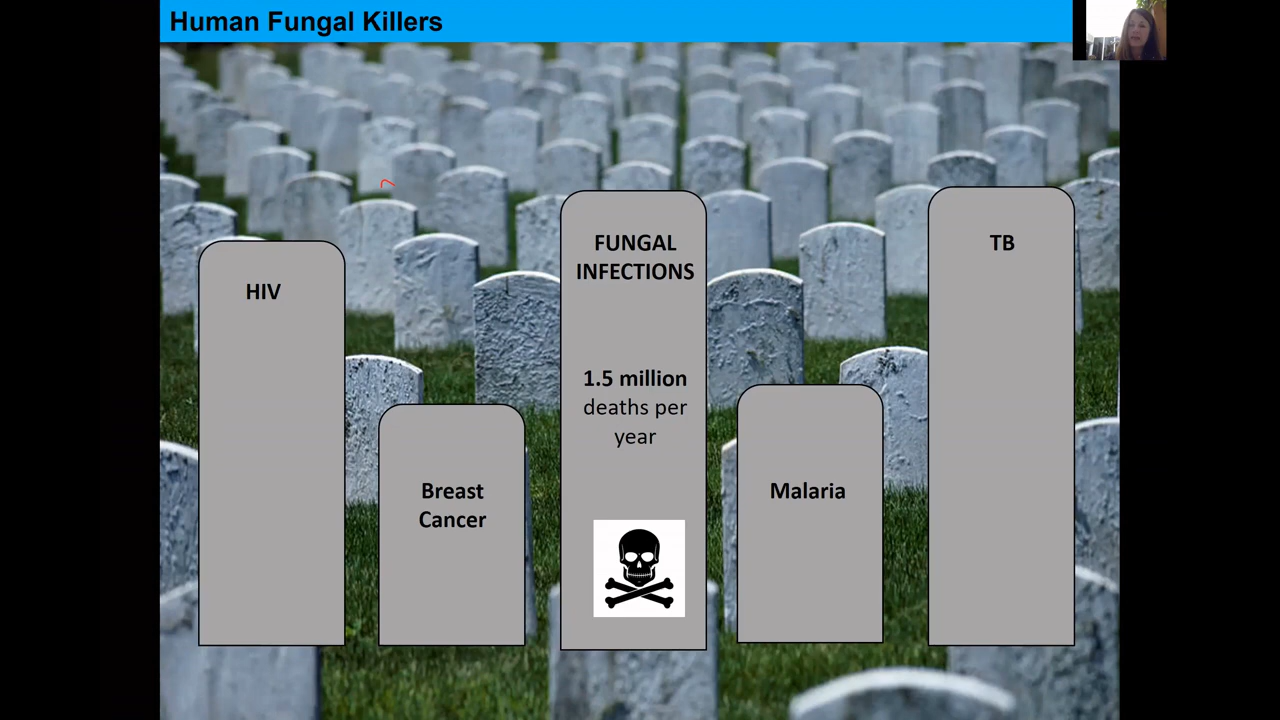 Human Fungal Killers
HIV
Breast
Cancer
FUNGAL
INFECTIONS
1.5 million
deaths per
year
Malaria
TB